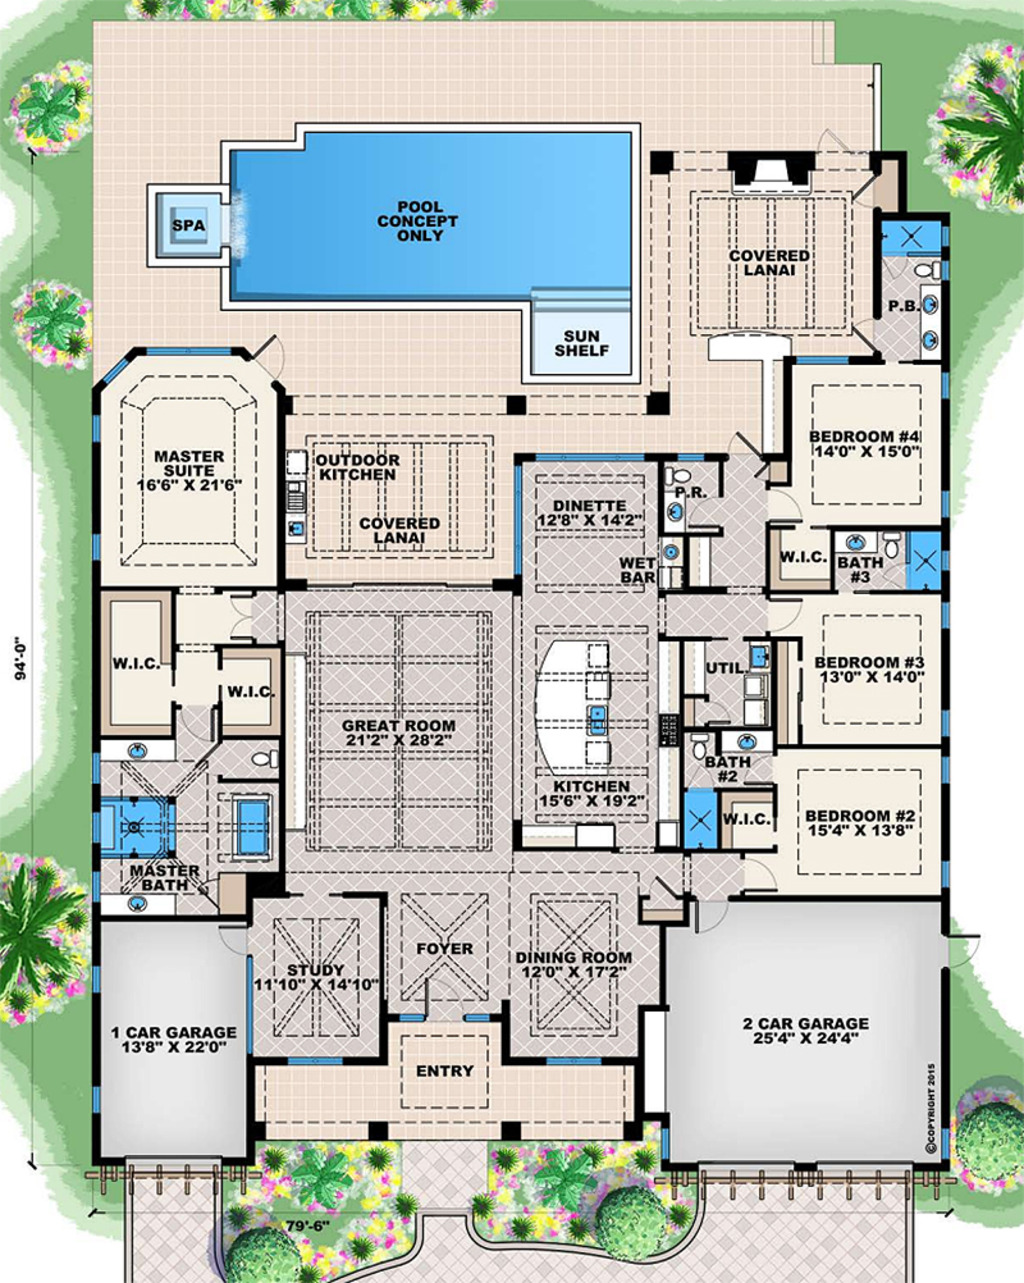 POOL
CONCEPT
ONLY
SPA
COVERED
LANAI
P.B.
SUN
SHELF
MASTER
SUITE
16'6" X 21'6"
OUTDOOR
KITCHEN
COVERED
LANAI
DINETTE
12'8" X 14'2"
P.R.
BEDROOM #4
14'0" X 15'0"
WET
BAR
W.I.C.
BATH
#3
W.I.C.
W.I.C.
94'-0"
GREAT ROOM
21'2" X 28'2"
UTIL.
BEDROOM #3
13'0" X 14'0"
KITCHEN
15'6" X 19'2"
BATH
#2
W.I.C.
BEDROOM #2
15'4" X 13'8"
MASTER
BATH
STUDY
11'10" X 14'10"
FOYER
DINING ROOM
12'0" X 17'2"
1 CAR GARAGE
13'8" X 22'0"
ENTRY
2 CAR GARAGE
25'4" X 24'4"
©COPYRIGHT 2015
79'-6"